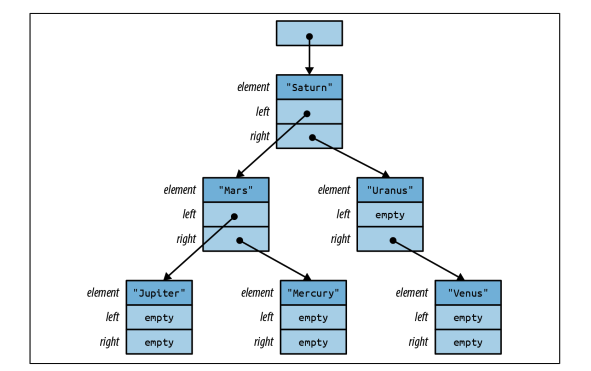 element "Saturn"
left
right
element "Mars" element "Uranus"
left left empty
right right
element "Jupiter" element "Mercury" element "Venus"
left empty left empty left empty
right empty right empty right empty